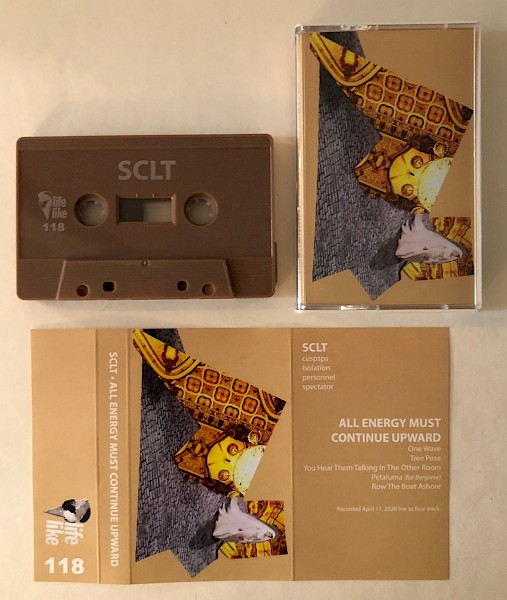 SCLT
life
like
118
SCLT • ALL ENERGY MUST CONTINUE UPWARD
life
like
118
SCLT
cuspsps
isolation
personnel
spectator
ALL ENERGY MUST
CONTINUE UPWARD
One Wave
Tree Pose
You Hear Them Talking In The Other Room
Petaluma (for Benjamin)
Row The Boat Ashore
Recorded April 11, 2020 live to four-track.